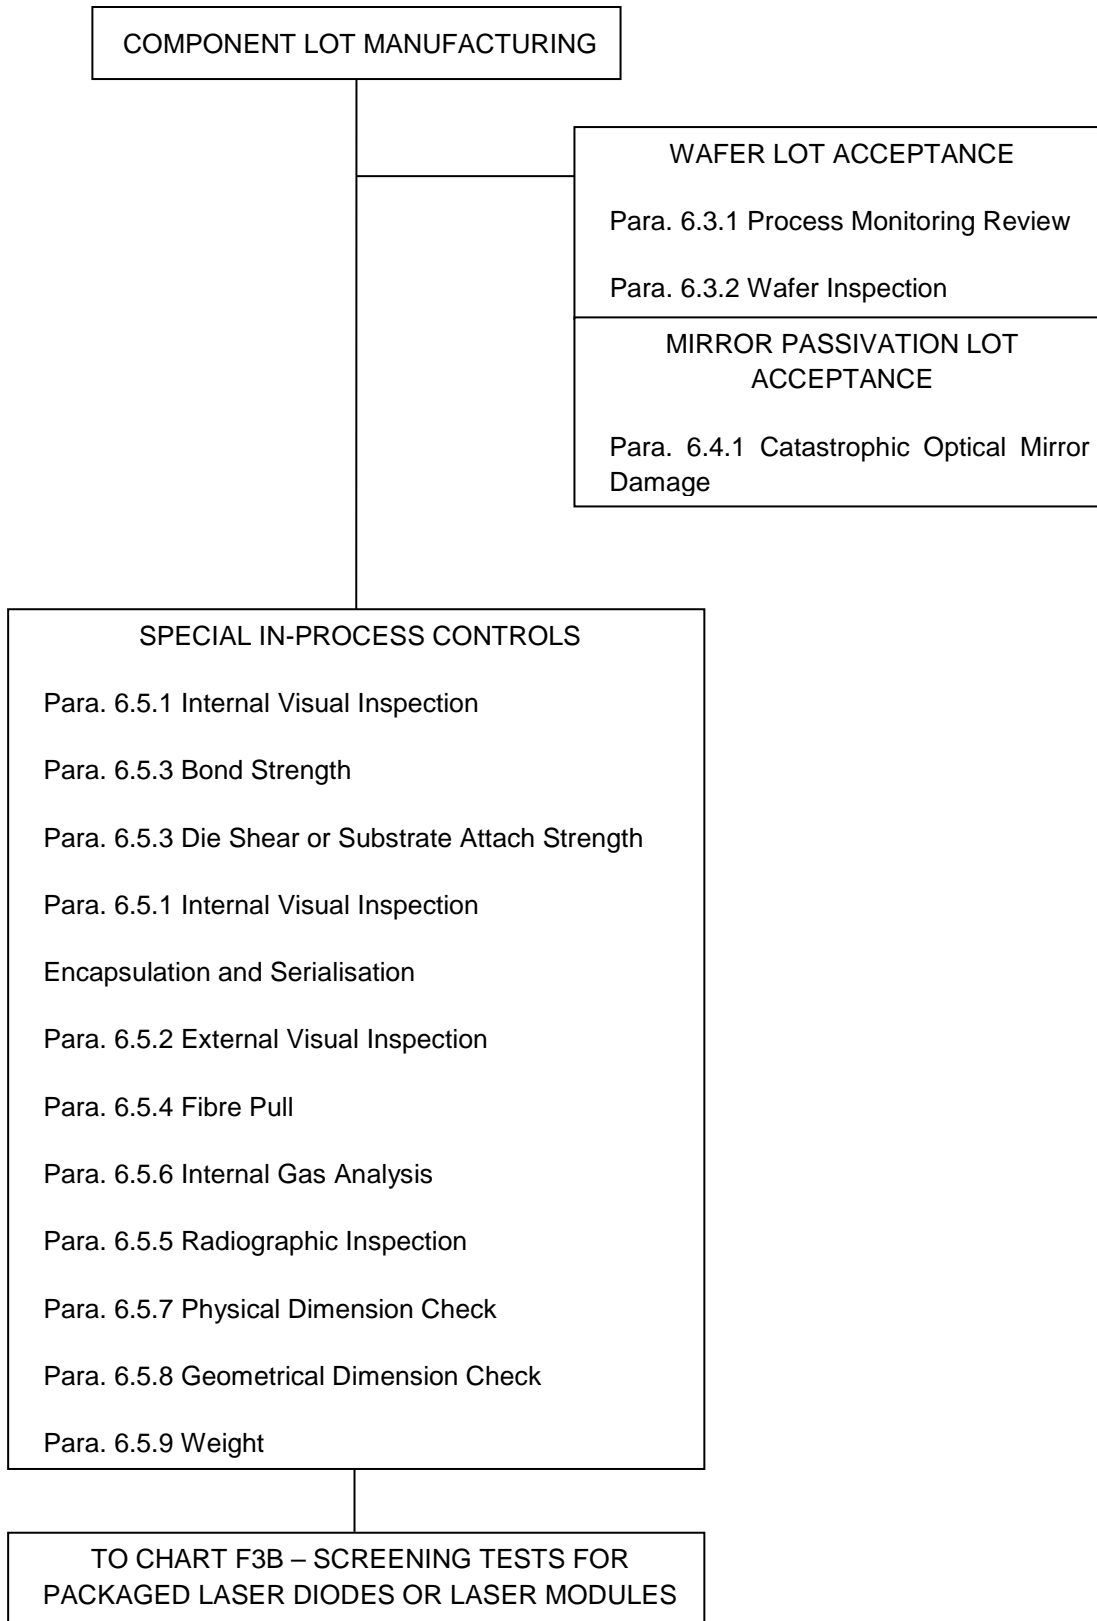 COMPONENT LOT MANUFACTURING
WAFER LOT ACCEPTANCE
Para. 6.3.1 Process Monitoring Review
Para. 6.3.2 Wafer Inspection
MIRROR PASSIVATION LOT
ACCEPTANCE
Para. 6.4.1 Catastrophic Optical Mirror
Damage
SPECIAL IN-PROCESS CONTROLS
Para. 6.5.1 Internal Visual Inspection
Para. 6.5.3 Bond Strength
Para. 6.5.3 Die Shear or Substrate Attach Strength
Para. 6.5.1 Internal Visual Inspection
Encapsulation and Serialisation
Para. 6.5.2 External Visual Inspection
Para. 6.5.4 Fibre Pull
Para. 6.5.6 Internal Gas Analysis
Para. 6.5.5 Radiographic Inspection
Para. 6.5.7 Physical Dimension Check
Para. 6.5.8 Geometrical Dimension Check
Para. 6.5.9 Weight
TO CHART F3B – SCREENING TESTS FOR
PACKAGED LASER DIODES OR LASER MODULES